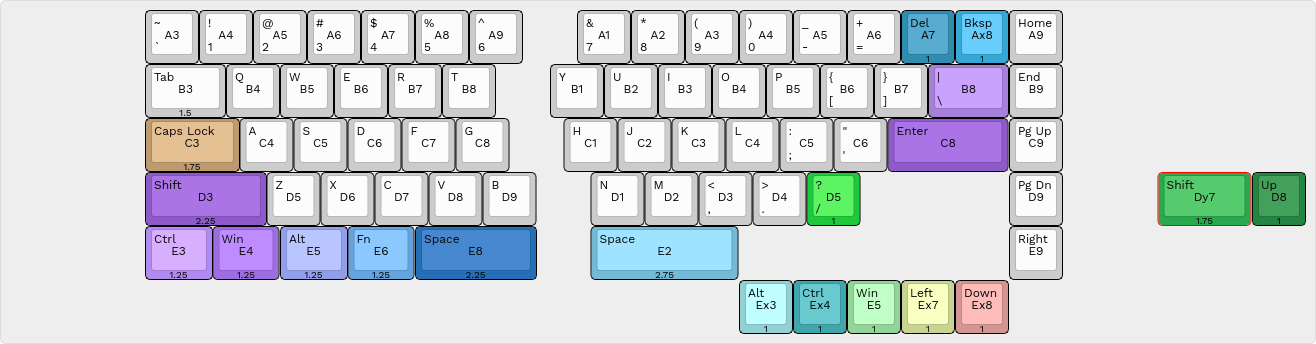 ~ A3 ` ! A4 1 @ A5 2 # A6 3 $ A7 4 % A8 5 ^ A9 6 & A1 7 * A2 8 ( A3 9 ) A4 0 _ A5 - + A6 = Del A7 1 Bksp Ax8 1 Home A9
Tab B3 1.5 Q B4 W B5 E B6 R B7 T B8 Y B1 U B2 I B3 O B4 P B5 { B6 [ } B7 ] | B8 \ End B9
Caps Lock C3 1.75 A C4 S C5 D C6 F C7 G C8 H C1 J C2 K C3 L C4 : C5 ; " C6 ' Enter C8 Pg Up C9
Shift D3 2.25 Z D5 X D6 C D7 V D8 B D9 N D1 M D2 < D3 , > D4 . ? D5 / 1 Pg Dn D9 Shift Dy7 1.75 Up D8 1
Ctrl E3 1.25 Win E4 1.25 Alt E5 1.25 Fn E6 1.25 Space E8 2.25 Space E2 2.75 Right E9
Alt Ex3 1 Ctrl Ex4 1 Win E5 1 Left Ex7 1 Down Ex8 1